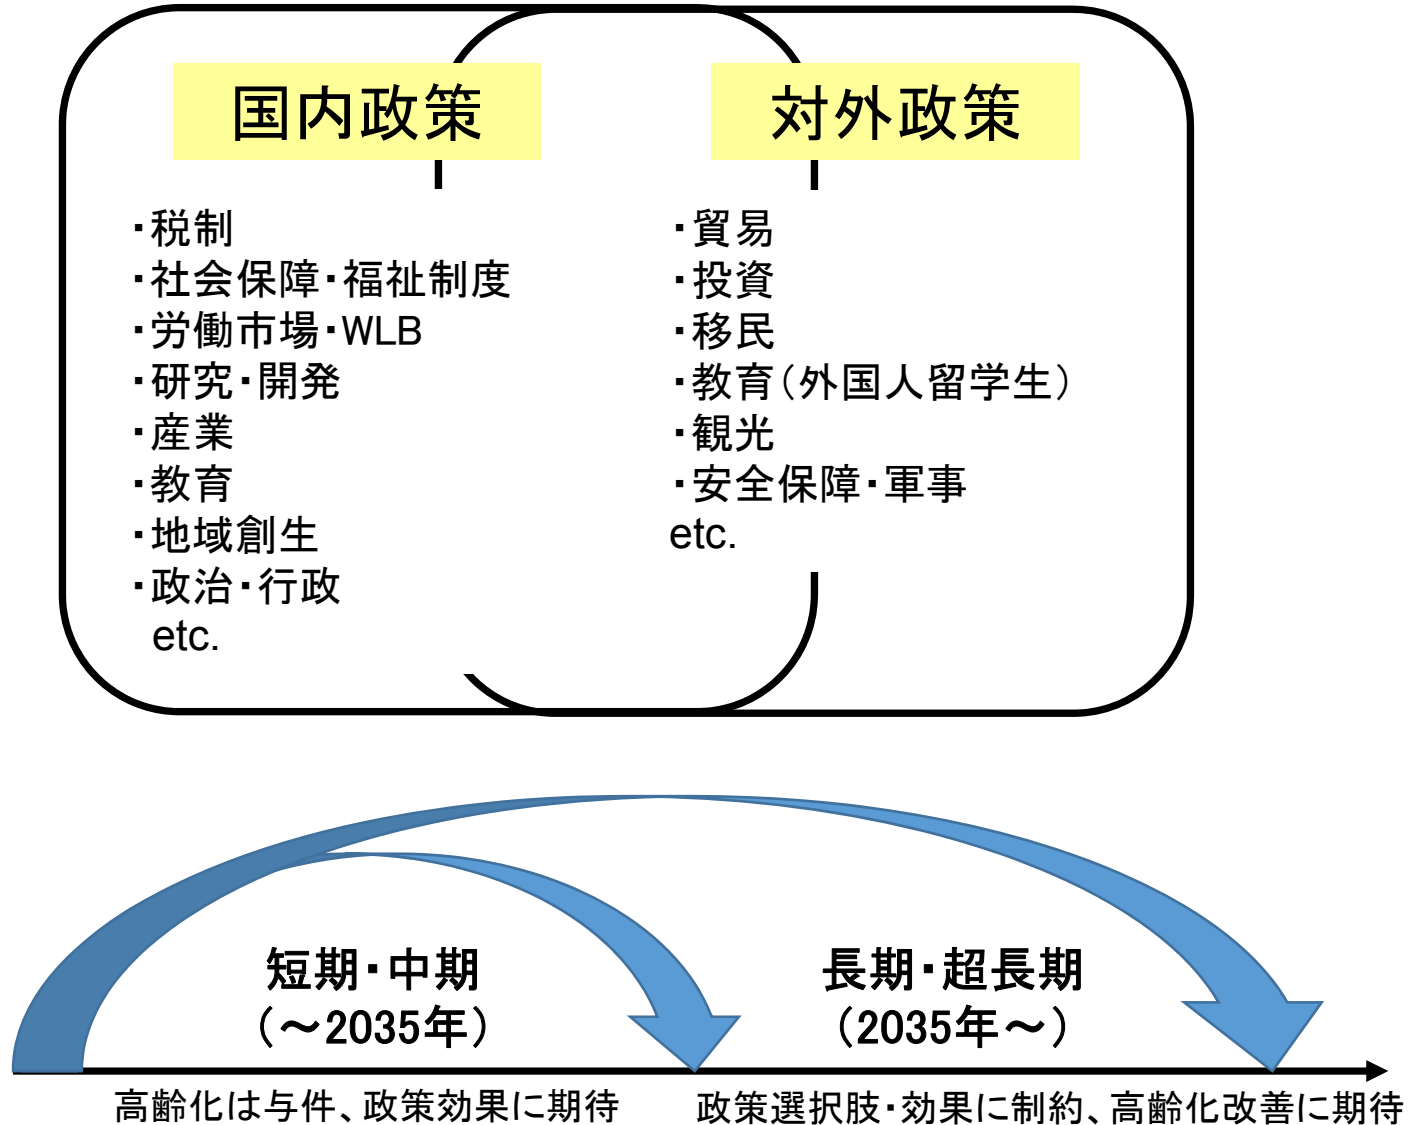 国内政策
・税制
・社会保障・福祉制度
・労働市場・WLB
・研究・開発
・産業
・教育
・地域創生
・政治・行政
etc.
対外政策
・貿易
・投資
・移民
・教育（外国人留学生）
・観光
・安全保障・軍事
etc.
短期・中期
（～2035年）
長期・超長期
（2035年～）
高齢化は与件、政策効果に期待
政策選択肢・効果に制約、高齢化改善に期待